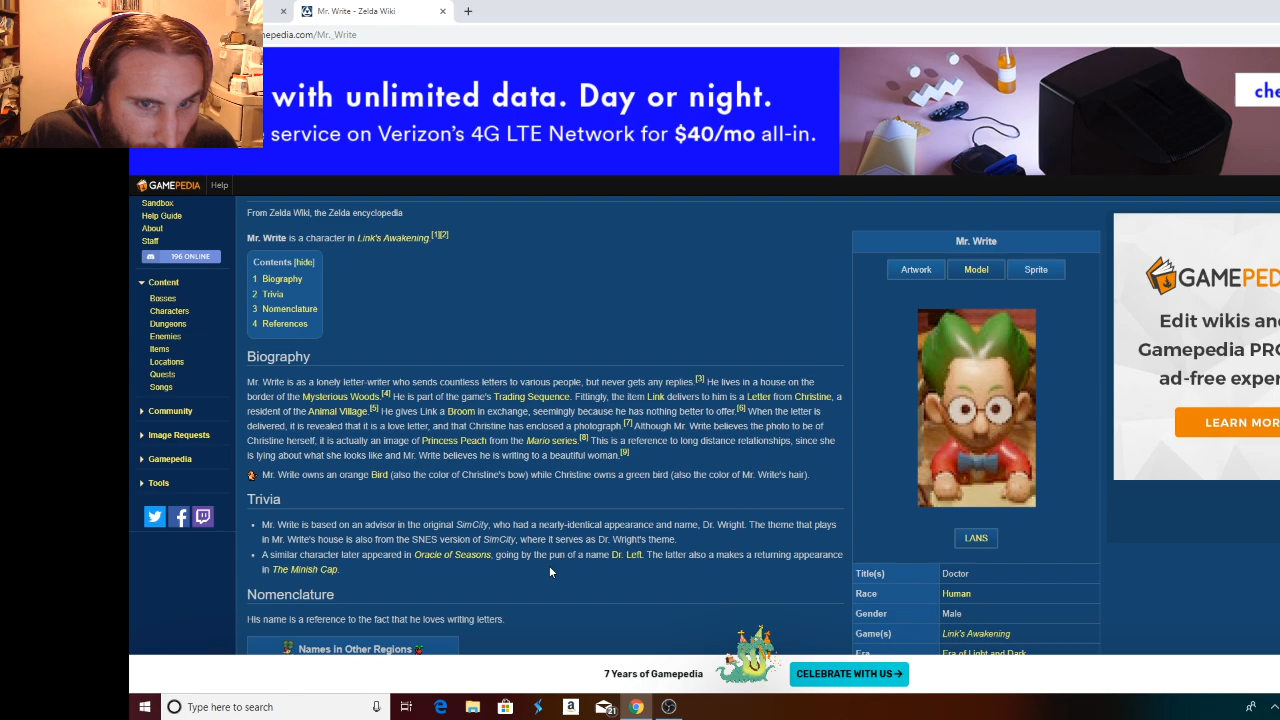 Mr. Write - Zelda Wiki
epedia.com/Mr._Write
with unlimited data. Day or night.
service on Verizon's 4G LTE Network for $40/mo all-in.
che
GAMEPEDIA
Help
Sandbox
Help Guide
About
Staff
196 ONLINE
Content
Bosses
Characters
Dungeons
Enemies
Items
Locations
Quests
Songs
Community
Image Requests
Gamepedia
Tools
From Zelda Wiki, the Zelda encyclopedia
Mr. Write is a character in Link's Awakening.[1][2]
Contents [hide]
1 Biography
2 Trivia
3 Nomenclature
4 References
Biography
Mr. Write is as a lonely letter-writer who sends countless letters to various people, but never gets any replies.[3] He lives in a house on the
border of the Mysterious Woods.[4] He is part of the game's Trading Sequence. Fittingly, the item Link delivers to him is a Letter from Christine, a
resident of the Animal Village.[5] He gives Link a Broom in exchange, seemingly because he has nothing better to offer.[6] When the letter is
delivered, it is revealed that it is a love letter, and that Christine has enclosed a photograph.[7] Although Mr. Write believes the photo to be of
Christine herself, it is actually an image of Princess Peach from the Mario series.[8] This is a reference to long distance relationships, since she
is lying about what she looks like and Mr. Write believes he is writing to a beautiful woman.[9]
Mr. Write owns an orange Bird (also the color of Christine's bow) while Christine owns a green bird (also the color of Mr. Write's hair).
Trivia
• Mr. Write is based on an advisor in the original SimCity, who had a nearly-identical appearance and name, Dr. Wright. The theme that plays
in Mr. Write's house is also from the SNES version of SimCity, where it serves as Dr. Wright's theme.
• A similar character later appeared in Oracle of Seasons, going by the pun of a name Dr. Left. The latter also a makes a returning appearance
in The Minish Cap.
Nomenclature
His name is a reference to the fact that he loves writing letters.
Names in Other Regions
Mr. Write
Artwork
Model
Sprite
LANS
Title(s) Doctor
Race Human
Gender Male
Game(s) Link's Awakening
Era Era of Light and Dark
GAMEPED
Edit wikis and
Gamepedia PRO
ad-free exper
LEARN MOR
7 Years of Gamepedia
CELEBRATE WITH US
Type here to search
21